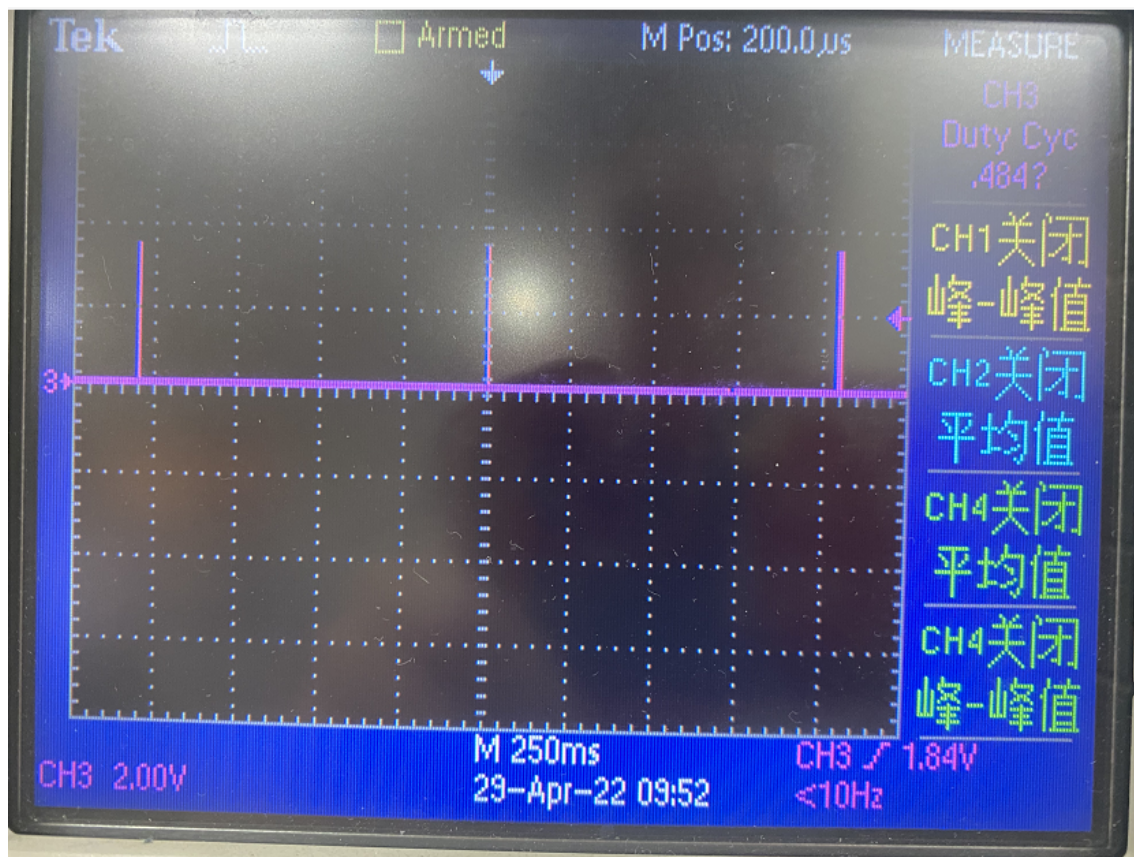 Tek Armed M Pos: 200.0µs MEASURE
CH3
Duty Cyc
.484?
CH1关闭
峰-峰值
3
CH2关闭
平均值
CH4关闭
平均值
CH4关闭
峰-峰值
CH3 2.00V M 250ms CH3 1.84V
29-Apr-22 09:52 <10Hz